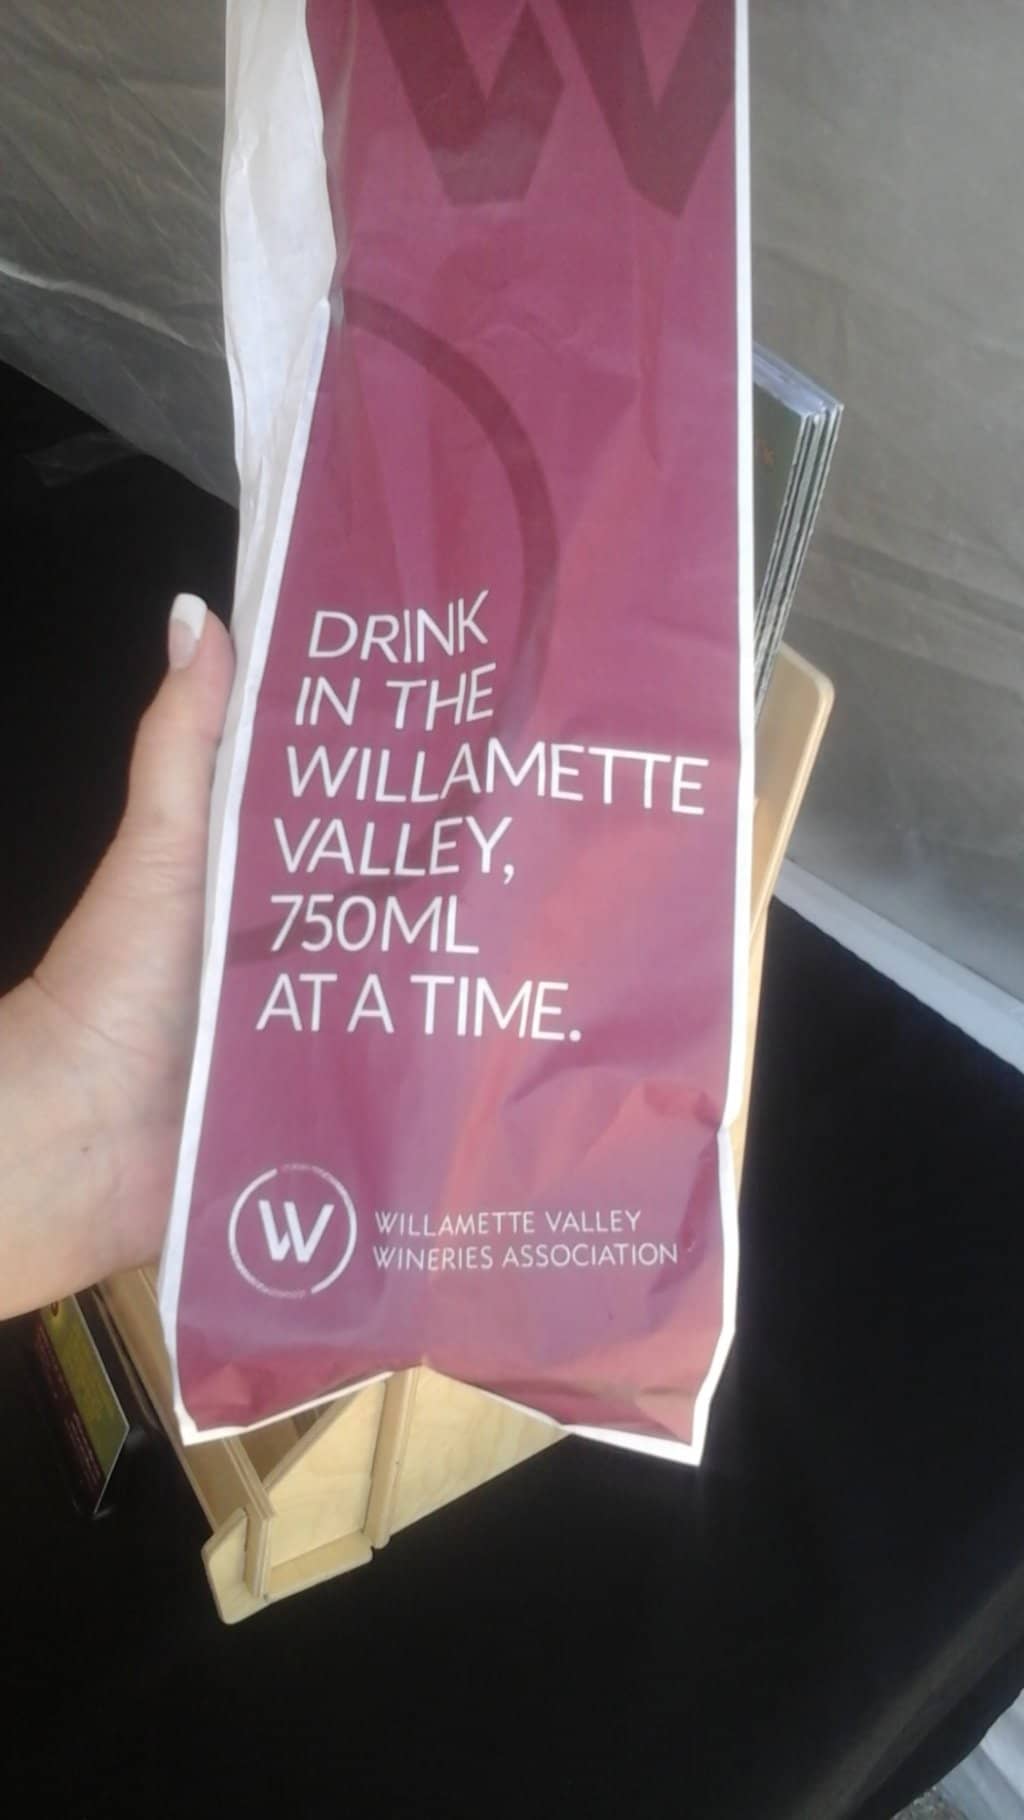 W
DRINK
IN THE
WILLAMETTE
VALLEY,
750ML
AT A TIME.
W
WILLAMETTE VALLEY
WINERIES ASSOCIATION